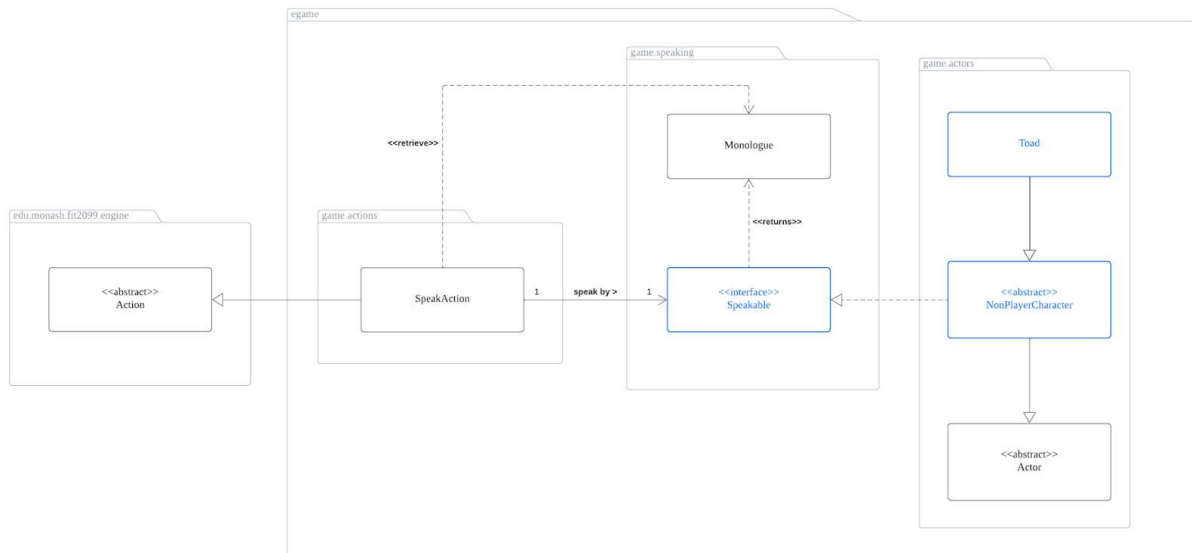 egame
game.speaking
game.actors
Monologue
Toad
<<retrieve>>
<<returns>>
edu.monash.fit2099.engine
game.actions
<<abstract>>
Action
SpeakAction
1
speak by >
1
<<interface>>
Speakable
<<abstract>>
NonPlayerCharacter
<<abstract>>
Actor